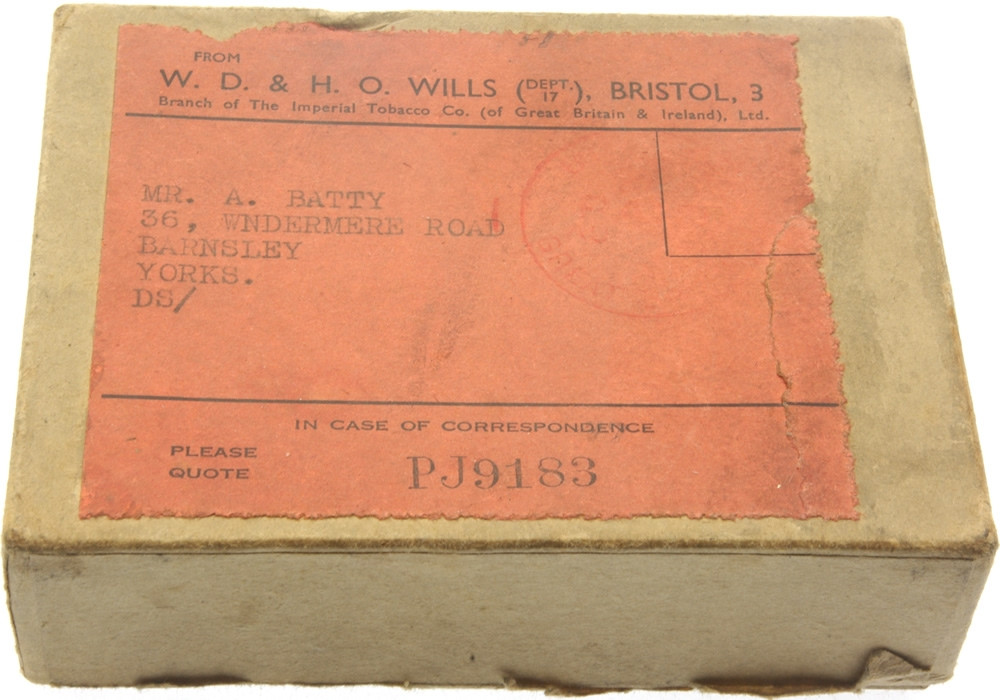 FROM
W. D. & H. O. WILLS (DEPT. 17), BRISTOL, 3
Branch of The Imperial Tobacco Co. (of Great Britain & Ireland), Ltd.
MR. A. BATTY
36, WNDERMERE ROAD
BARNSLEY
YORKS.
DS/
IN CASE OF CORRESPONDENCE
PLEASE
QUOTE
PJ9183